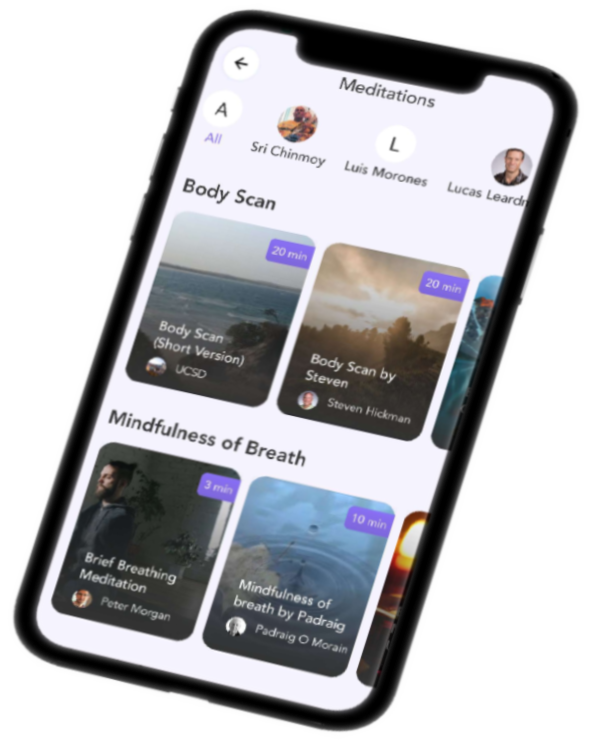 Meditations
A
L
All
Sri Chinmoy
Luis Morones
Lucas Leardn
Body Scan
20 min
20 min
Body Scan
(Short Version)
UCSD
Body Scan by
Steven
Steven Hickman
Mindfulness of Breath
3 min
10 min
Brief Breathing
Meditation
Peter Morgan
Mindfulness of
breath by Padraig
Padraig O Morain